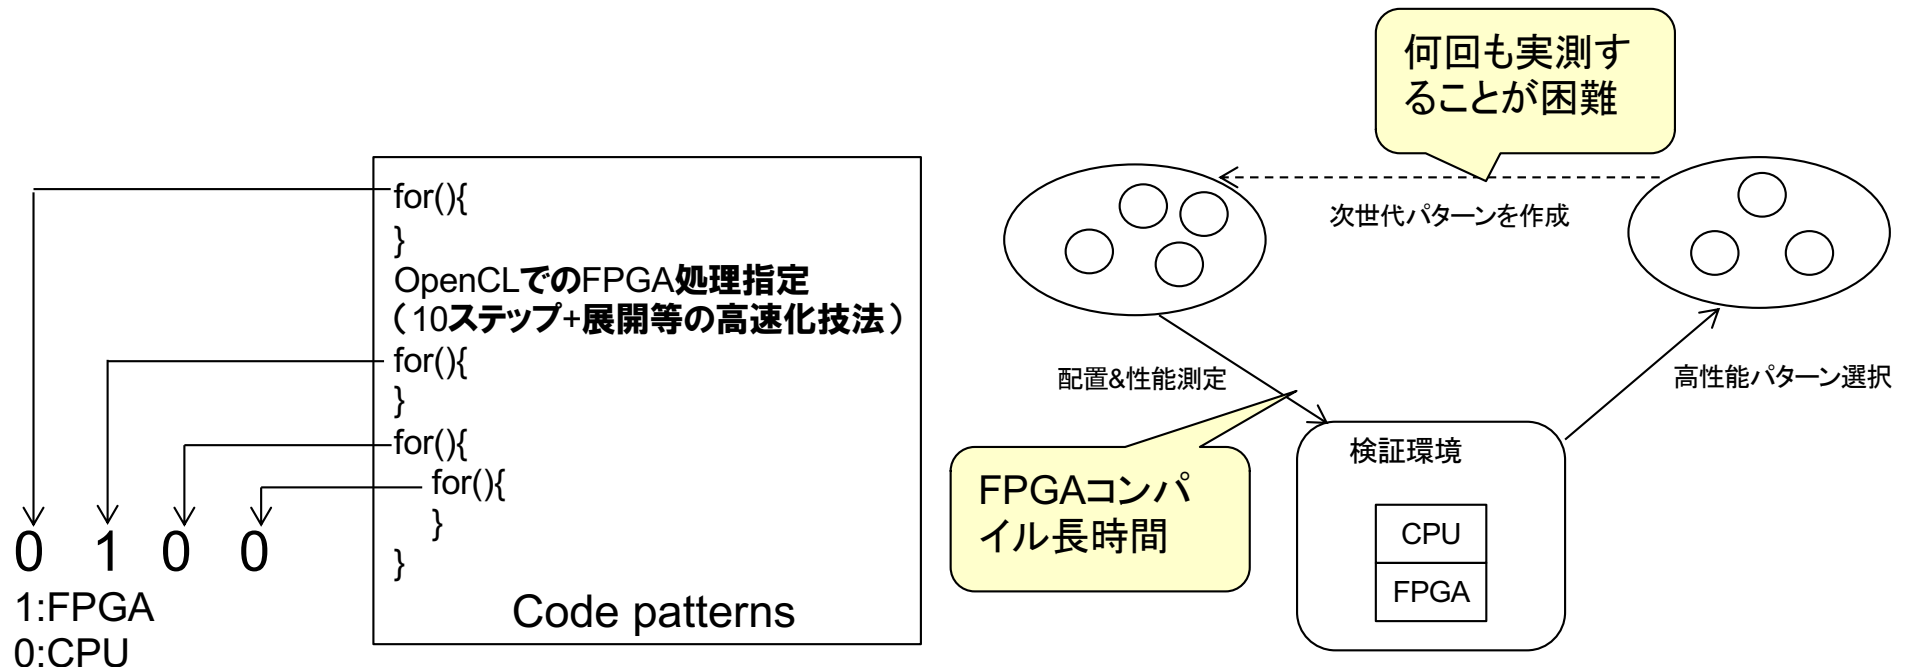 for(){
}
OpenCLでのFPGA処理指定
（10ステップ+展開等の高速化技法）
for(){
}
for(){
for(){
}
}
Code patterns
0 1 0 0
1:FPGA
0:CPU
何回も実測す
ることが困難
次世代パターンを作成
配置&性能測定
高性能パターン選択
FPGAコンパ
イル長時間
検証環境
CPU
FPGA